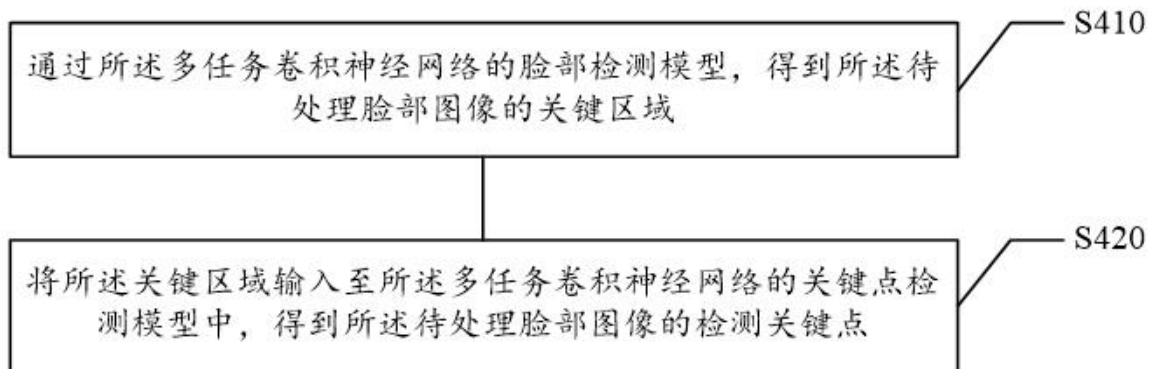 S410
通过所述多任务卷积神经网络的脸部检测模型，得到所述待
处理脸部图像的关键区域
S420
将所述关键区域输入至所述多任务卷积神经网络的关键点检
测模型中，得到所述待处理脸部图像的检测关键点